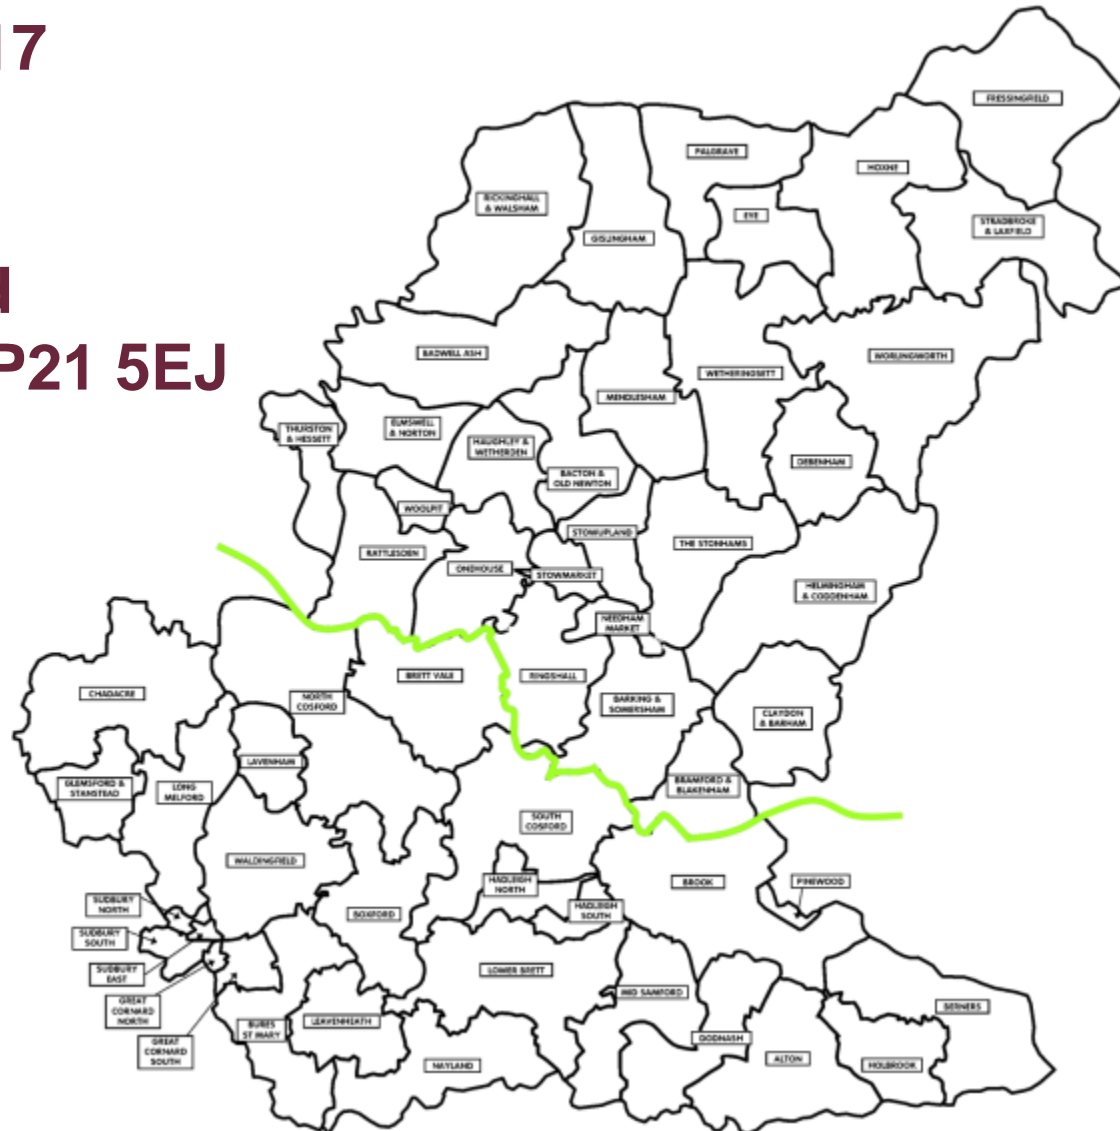 17
P21 5EJ
FRESSINGFIELD
PALGRAVE
HOXNE
RICKINGHALL
& WALSHAM
EYE
STRADBROKE
& LAXFIELD
GISLINGHAM
BADWELL ASH
WORLINGWORTH
WETHERINGSETT
MENDLESHAM
THURSTON
& HESSETT
ELMSWELL
& NORTON
HAUGHLEY &
WETHERDEN
DEBENHAM
BACTON &
OLD NEWTON
WOOLPIT
STOWUPLAND
THE STONHAMS
RATTLESDEN
ONEHOUSE
STOWMARKET
HELMINGHAM
& CODDENHAM
NEEDHAM
MARKET
CHADACRE
NORTH
COSFORD
BRETT VALE
RINGSHALL
BARKING &
SOMERSHAM
CLAYDON
& BARHAM
LAVENHAM
GLEMSFORD &
STANSTEAD
LONG
MELFORD
BRAMFORD &
BLAKENHAM
SOUTH
COSFORD
WALDINGFIELD
HADLEIGH
NORTH
BROOK
PINEWOOD
SUDBURY
NORTH
BOXFORD
HADLEIGH
SOUTH
SUDBURY
SOUTH
SUDBURY
EAST
LOWER BRETT
MID SAMFORD
GREAT
CORNARD
NORTH
BERNERS
BURES
ST MARY
LEAVENHEATH
GREAT
CORNARD
SOUTH
DODNASH
ALTON
HOLBROOK
NAYLAND